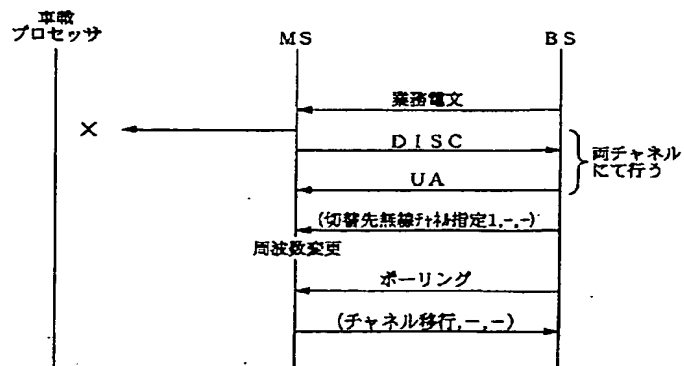 車載
プロセッサ
MS
BS
業務電文
×
DISC
両チャネル
にて行う
UA
(切替先無線チャネル指定1,-,-)
周波数変更
ポーリング
(チャネル移行,-,-)